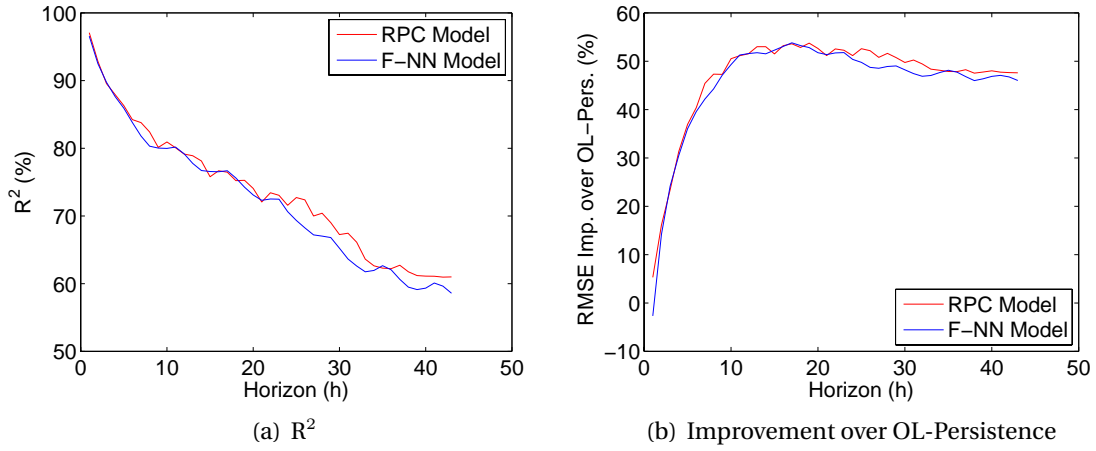 100
90
80
70
60
50
R² (%)
0
10
20
30
40
50
Horizon (h)
RPC Model
F−NN Model
(a) R²
60
50
40
30
20
10
0
−10
RMSE Imp. over OL−Pers. (%)
0
10
20
30
40
50
Horizon (h)
RPC Model
F−NN Model
(b) Improvement over OL-Persistence